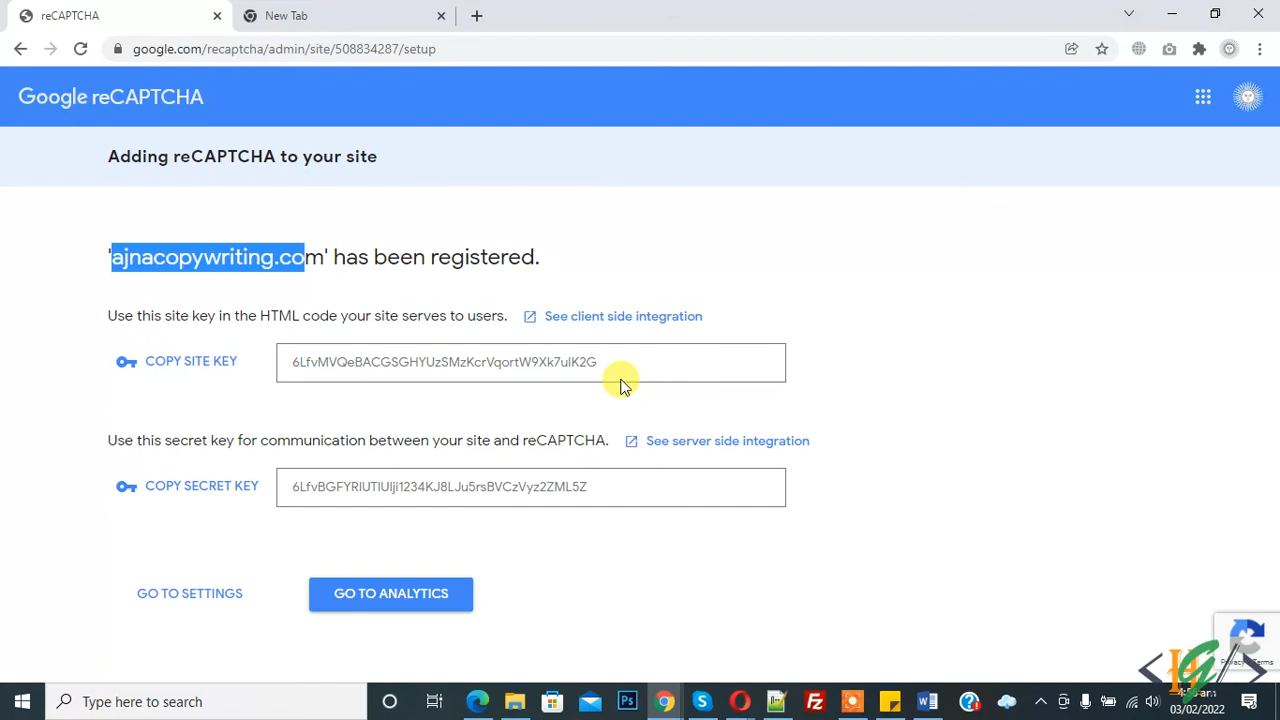 reCAPTCHA
New Tab
google.com/recaptcha/admin/site/508834287/setup
Google reCAPTCHA
Adding reCAPTCHA to your site
'ajnacopywriting.com' has been registered.
Use this site key in the HTML code your site serves to users. See client side integration
COPY SITE KEY 6LfvMVQeBACGSGHYUzSMzKcrVqortW9Xk7ulK2G
Use this secret key for communication between your site and reCAPTCHA. See server side integration
COPY SECRET KEY 6LfvBGFYRIUTIUIji1234KJ8LJu5rsBVCzVyz2ZML5Z
GO TO SETTINGS GO TO ANALYTICS
Type here to search
03/02/2022